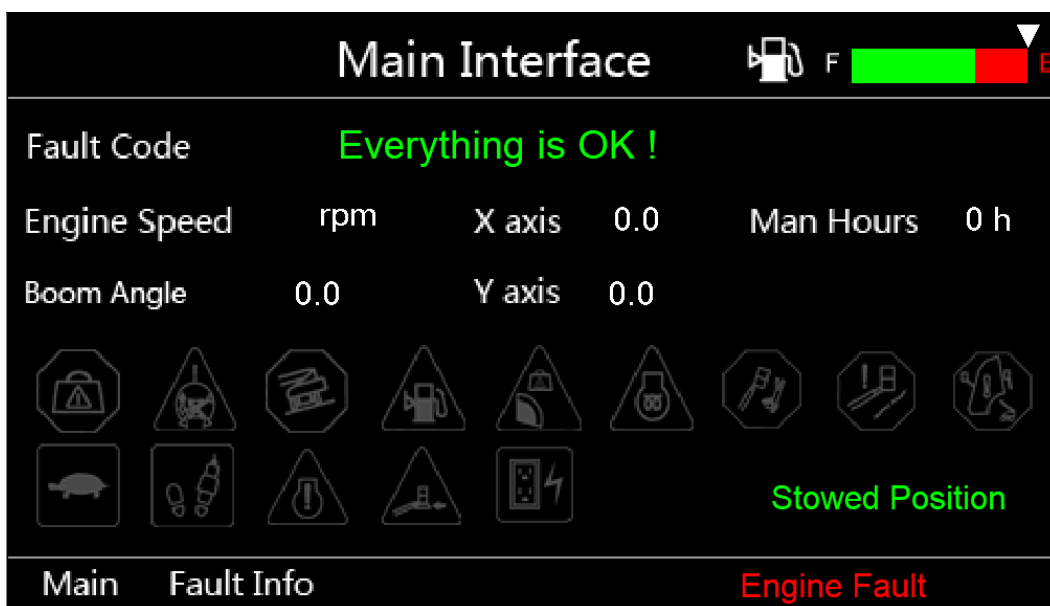 Main Interface F E
Fault Code Everything is OK !
Engine Speed rpm X axis 0.0 Man Hours 0 h
Boom Angle 0.0 Y axis 0.0
Stowed Position
Main Fault Info Engine Fault